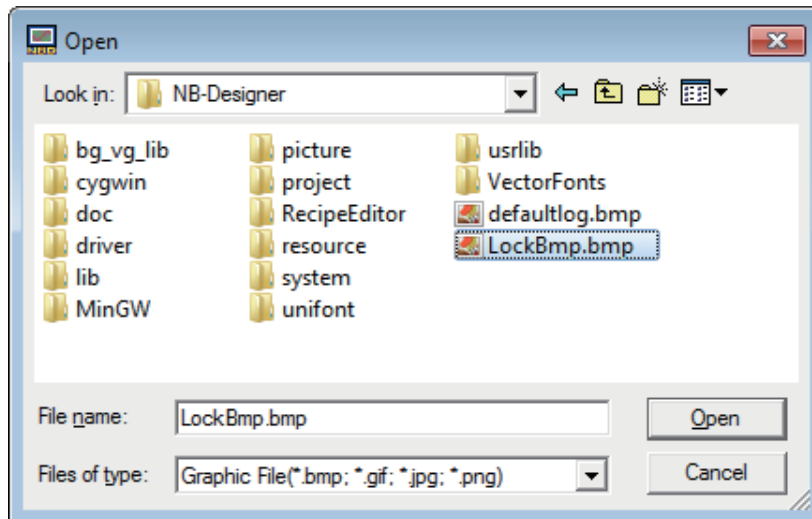 Open
Look in: NB-Designer
bg_vg_lib picture usrlib
cygwin project VectorFonts
doc RecipeEditor defaultlog.bmp
driver resource LockBmp.bmp
lib system
MinGW unifont
File name: LockBmp.bmp Open
Files of type: Graphic File(*.bmp; *.gif; *.jpg; *.png) Cancel